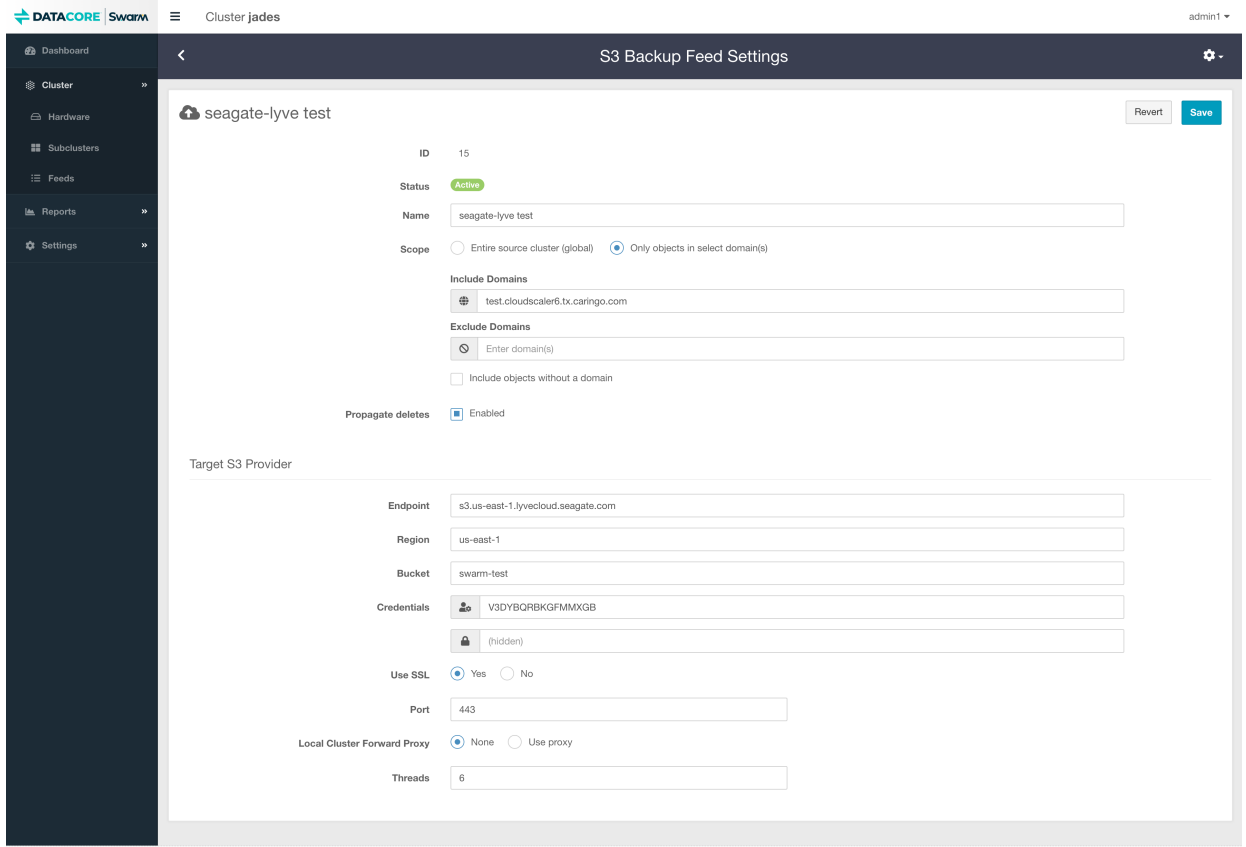 DATACORE Swarm
Cluster jades
admin1
Dashboard
S3 Backup Feed Settings
Cluster
Hardware
Subclusters
Feeds
Reports
Settings
seagate-lyve test
Revert
Save
ID 15
Status Active
Name seagate-lyve test
Scope Entire source cluster (global) Only objects in select domain(s)
Include Domains
test.cloudscaler6.tx.caringo.com
Exclude Domains
Enter domain(s)
Include objects without a domain
Propagate deletes Enabled
Target S3 Provider
Endpoint s3.us-east-1.lyvecloud.seagate.com
Region us-east-1
Bucket swarm-test
Credentials V3DYBQRBKGFMMXGB
(hidden)
Use SSL Yes No
Port 443
Local Cluster Forward Proxy None Use proxy
Threads 6